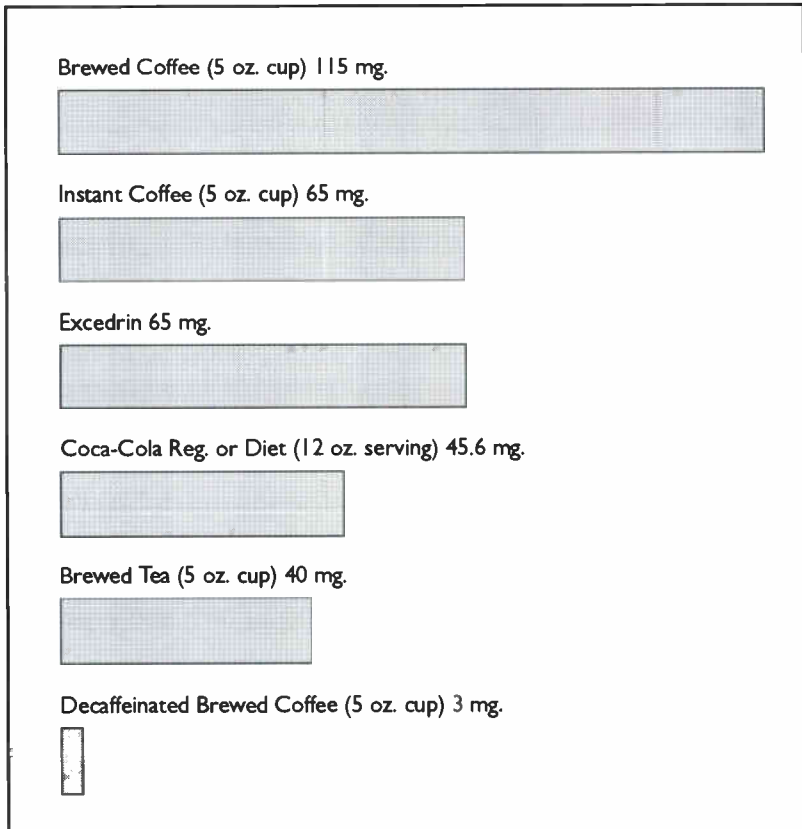 Brewed Coffee (5 oz. cup) 115 mg.
Instant Coffee (5 oz. cup) 65 mg.
Excedrin 65 mg.
Coca-Cola Reg. or Diet (12 oz. serving) 45.6 mg.
Brewed Tea (5 oz. cup) 40 mg.
Decaffeinated Brewed Coffee (5 oz. cup) 3 mg.